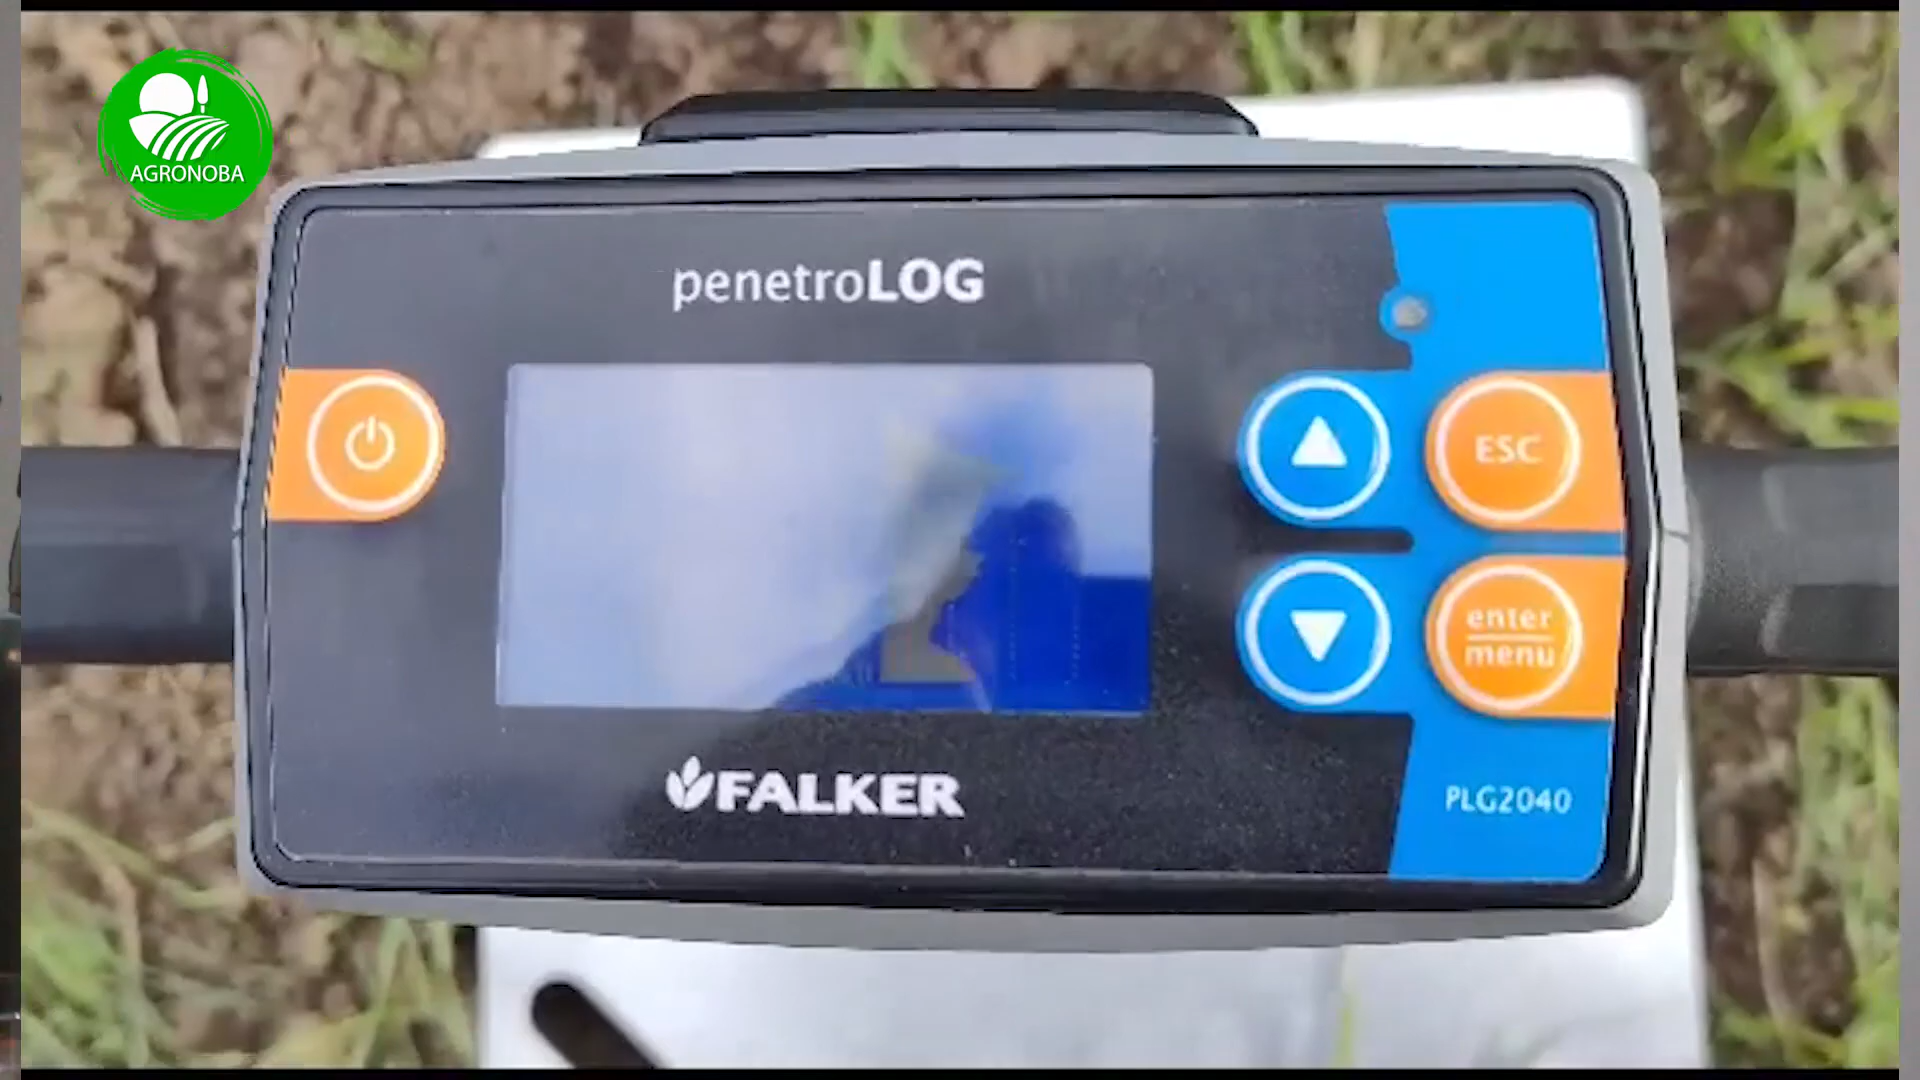 AGRONOBA
penetroLOG
ESC
enter
menu
FALKER
PLG2040